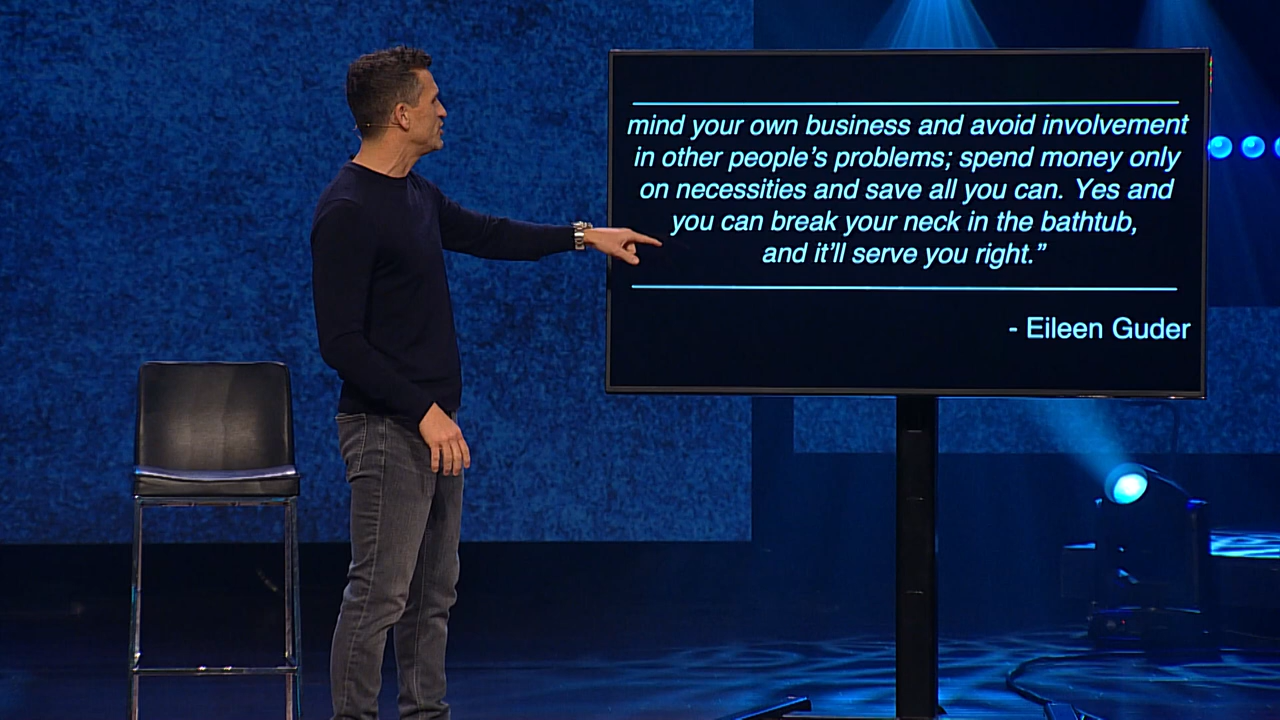 mind your own business and avoid involvement
in other people's problems; spend money only
on necessities and save all you can. Yes and
you can break your neck in the bathtub,
and it'll serve you right.”
- Eileen Guder